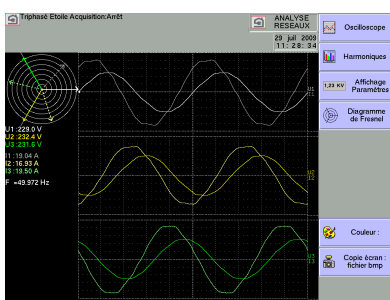 Triphasé Etoile Acquisition:Arrêt
ANALYSE
RESEAUX
29 juil 2009
11: 28: 34
U1 :229.0 V
U2 :232.4 V
U3 :231.6 V
I1 :19.04 A
I2 :16.93 A
I3 :19.50 A
F =49.972 Hz
U1
I1
U2
I2
U3
I3
Oscilloscope
Harmoniques
1,23 KV
Affichage
Paramètres
Diagramme
de Fresnel
Couleur :
Copie écran :
fichier bmp